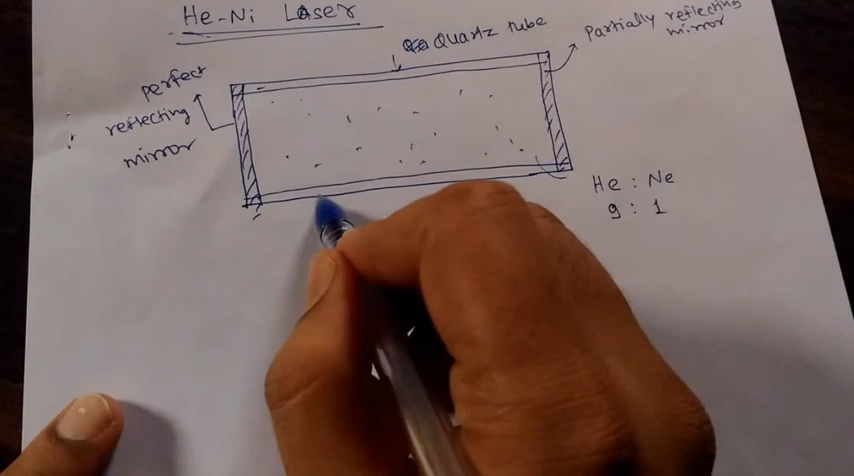 He-Ni Laser
Quartz tube
Partially reflecting
mirror
perfect
reflecting
mirror
He : Ne
9 : 1